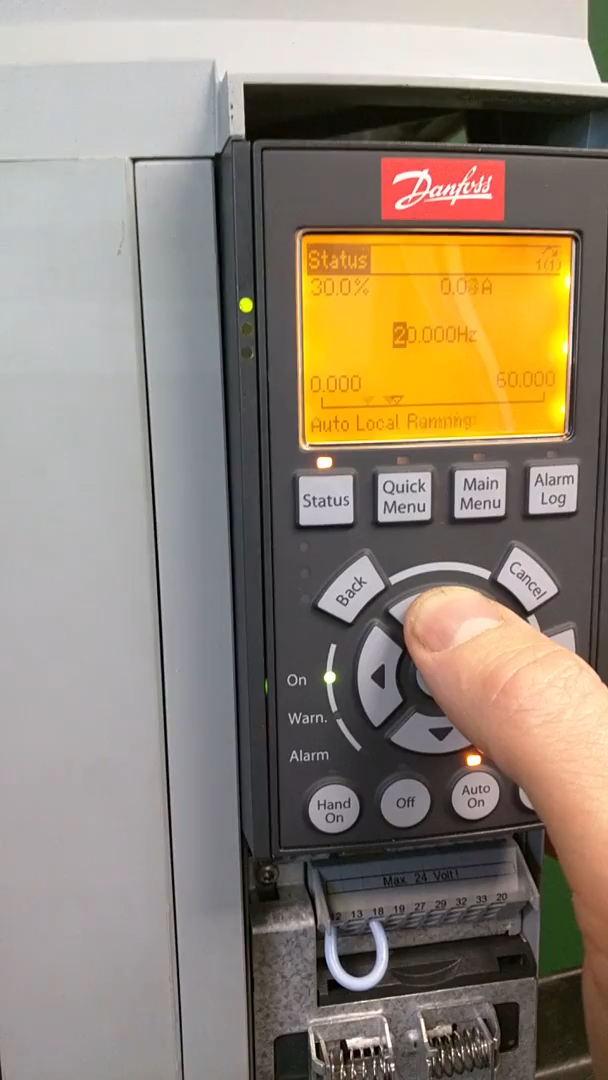 Danfoss
Status 1(1)
30.0% 0.08A
20.000Hz
0.000 60.000
Auto Local Ramping
Status
Quick Menu
Main Menu
Alarm Log
Back
Cancel
On
Warn.
Alarm
Hand On
Off
Auto On
Max. 24 Volt!
13 18 19 27 29 32 33 20